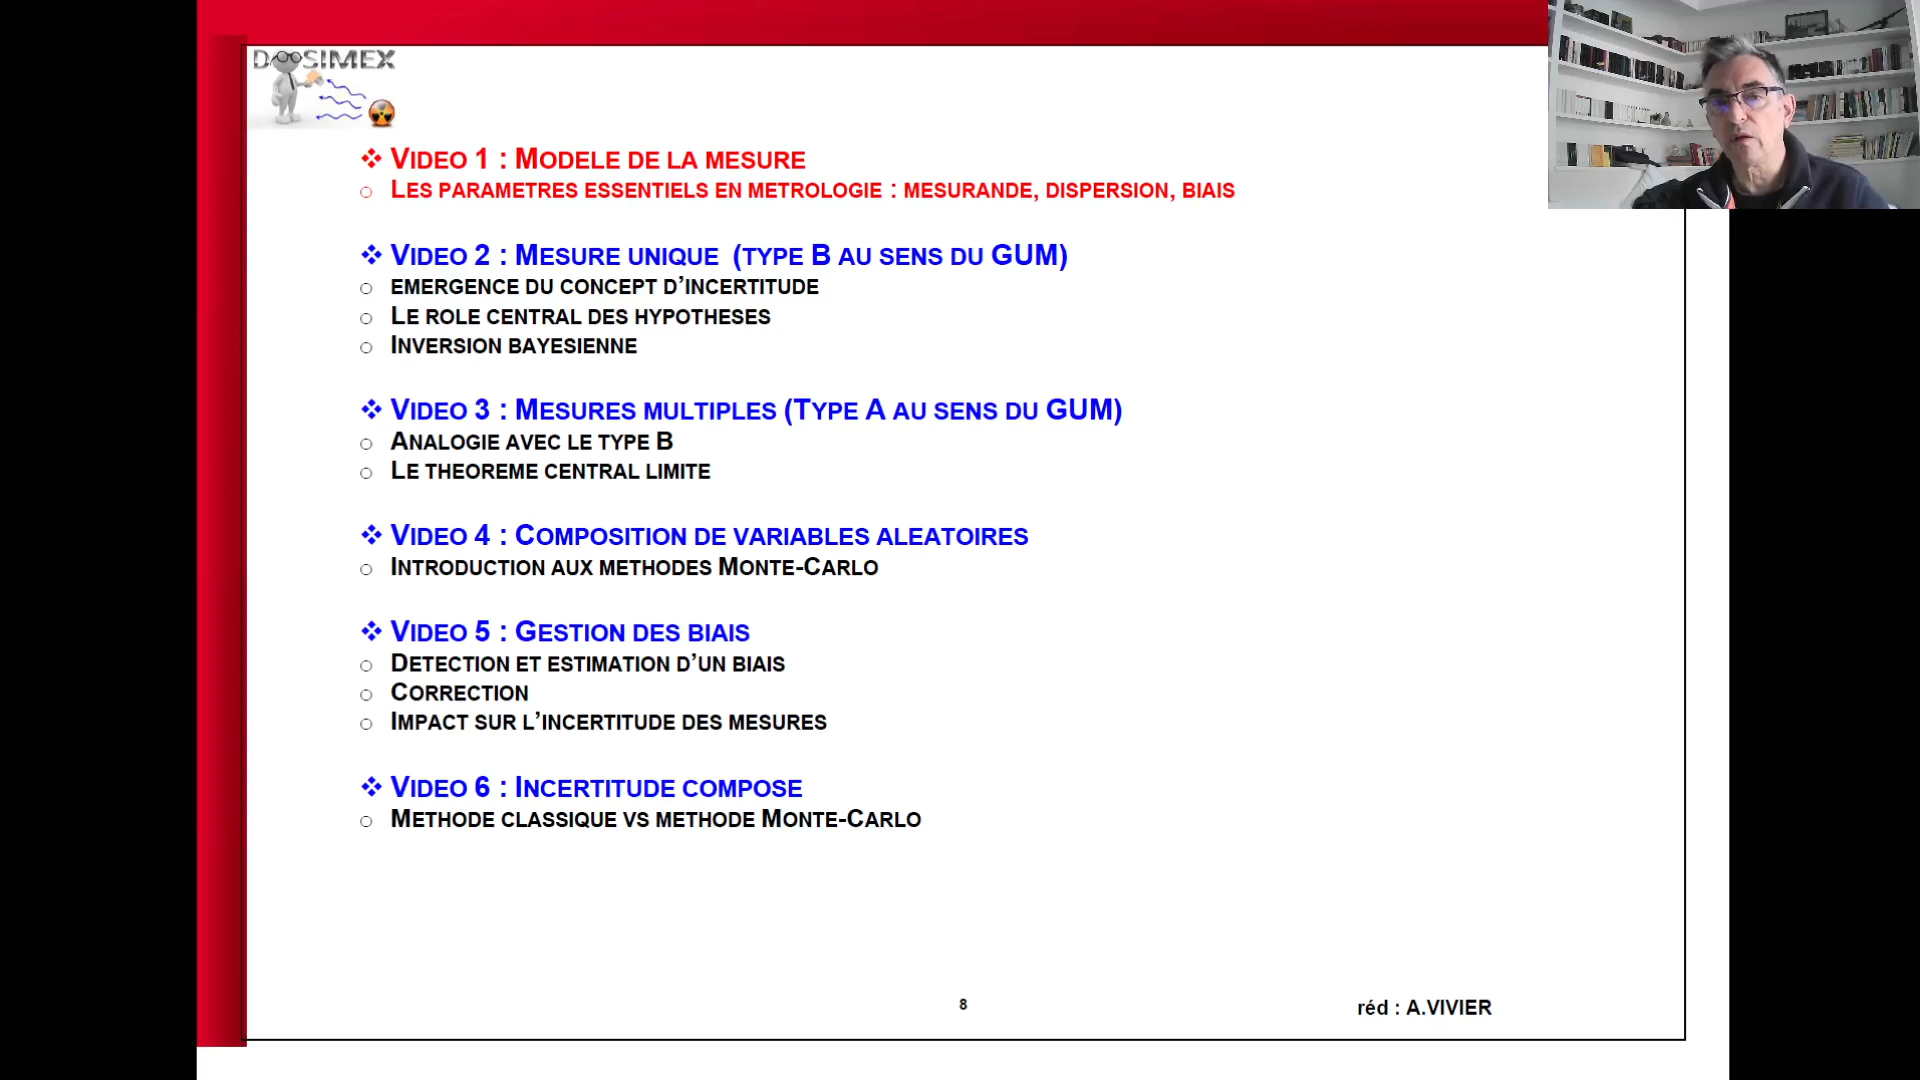 DOSIMEX
VIDEO 1 : MODELE DE LA MESURE
LES PARAMETRES ESSENTIELS EN METROLOGIE : MESURANDE, DISPERSION, BIAIS
VIDEO 2 : MESURE UNIQUE (TYPE B AU SENS DU GUM)
EMERGENCE DU CONCEPT D’INCERTITUDE
LE ROLE CENTRAL DES HYPOTHESES
INVERSION BAYESIENNE
VIDEO 3 : MESURES MULTIPLES (TYPE A AU SENS DU GUM)
ANALOGIE AVEC LE TYPE B
LE THEOREME CENTRAL LIMITE
VIDEO 4 : COMPOSITION DE VARIABLES ALEATOIRES
INTRODUCTION AUX METHODES MONTE-CARLO
VIDEO 5 : GESTION DES BIAIS
DETECTION ET ESTIMATION D’UN BIAIS
CORRECTION
IMPACT SUR L’INCERTITUDE DES MESURES
VIDEO 6 : INCERTITUDE COMPOSE
METHODE CLASSIQUE VS METHODE MONTE-CARLO
8
réd : A.VIVIER